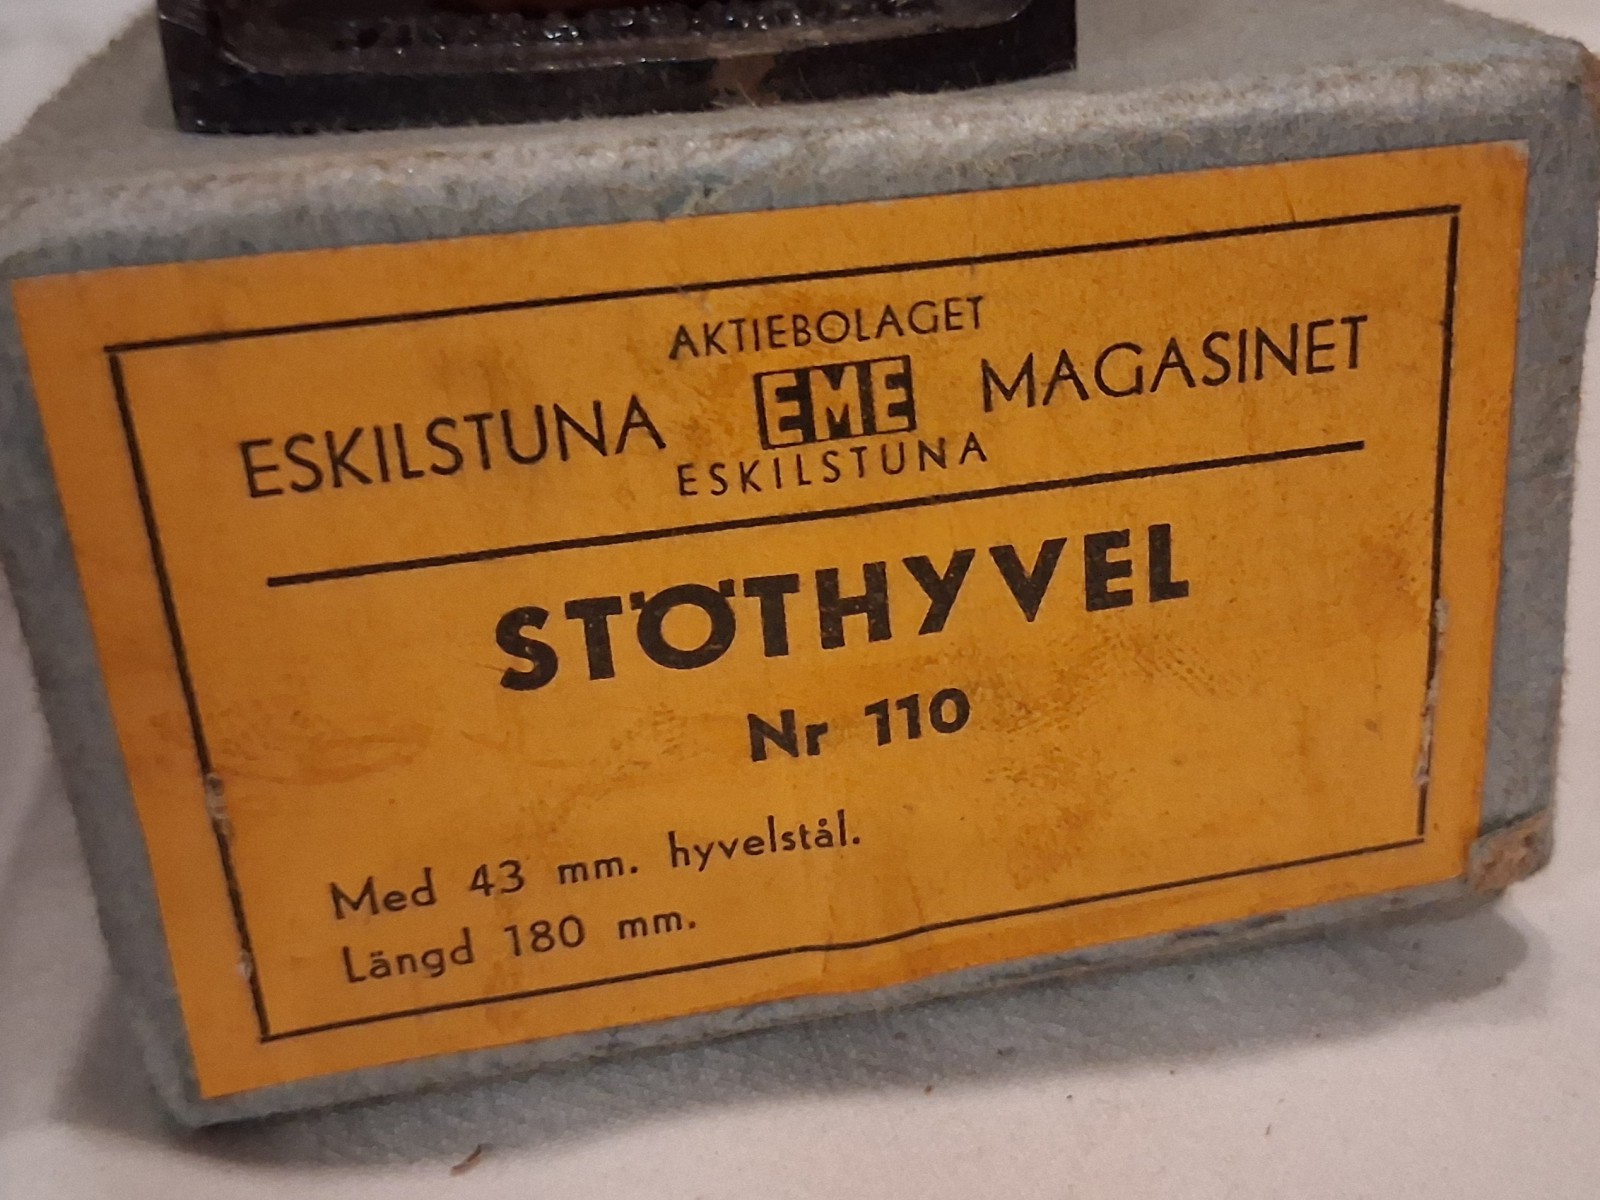 AKTIEBOLAGET
ESKILSTUNA EME MAGASINET
ESKILSTUNA
STÖTHYVEL
Nr 110
Med 43 mm. hyvelstål.
Längd 180 mm.